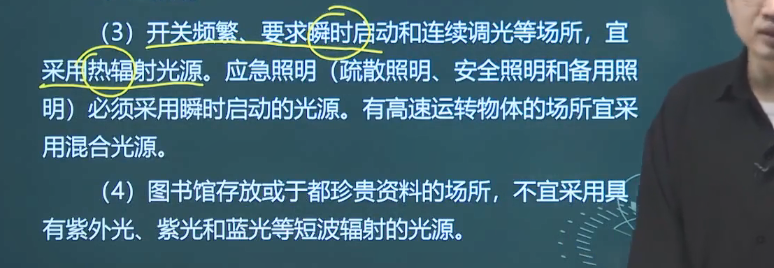 （3）开关频繁、要求瞬时启动和连续调光等场所，宜
采用热辐射光源。应急照明（疏散照明、安全照明和备用照
明）必须采用瞬时启动的光源。有高速运转物体的场所宜采
用混合光源。
（4）图书馆存放或于都珍贵资料的场所，不宜采用具
有紫外光、紫光和蓝光等短波辐射的光源。